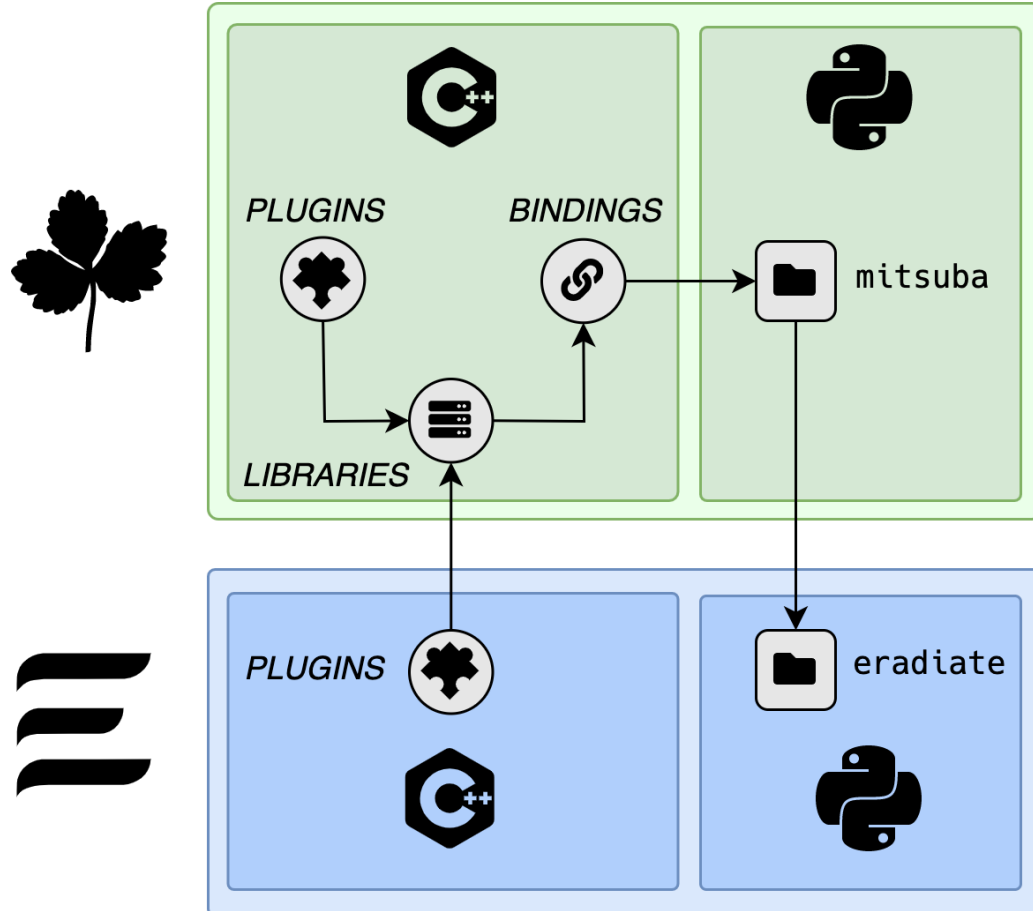 C++
PLUGINS
BINDINGS
mitsuba
LIBRARIES
PLUGINS
eradiate
C++